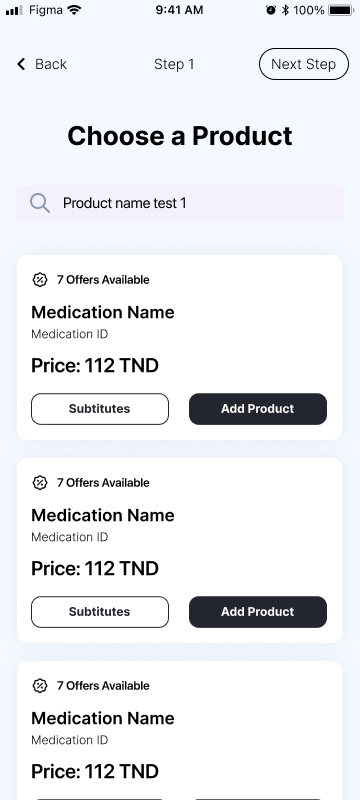 Figma 9:41 AM 100%
Back Step 1 Next Step
Choose a Product
Product name test 1
7 Offers Available
Medication Name
Medication ID
Price: 112 TND
Subtitutes Add Product
7 Offers Available
Medication Name
Medication ID
Price: 112 TND
Subtitutes Add Product
7 Offers Available
Medication Name
Medication ID
Price: 112 TND